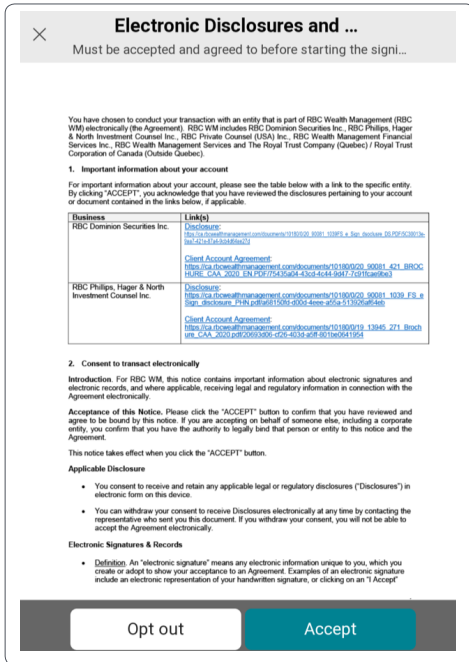 Electronic Disclosures and ...
Must be accepted and agreed to before starting the signi...
You have chosen to conduct your transaction with an entity that is part of RBC Wealth Management (RBC
WM) electronically (the Agreement). RBC WM includes RBC Dominion Securities Inc., RBC Phillips, Hager
& North Investment Counsel Inc., RBC Private Counsel (USA) Inc., RBC Wealth Management Financial
Services Inc., RBC Wealth Management Services and The Royal Trust Company (Quebec) / Royal Trust
Corporation of Canada (Outside Quebec).
1. Important information about your account
For important information about your account, please see the table below with a link to the specific entity.
By clicking "ACCEPT", you acknowledge that you have reviewed the disclosures pertaining to your account
or document contained in the links below, if applicable.
Business Link(s)
RBC Dominion Securities Inc. Disclosure:
Client Account Agreement:
https://ca.rbcwealthmanagement.com/documents/10180/0/20_90081_421_BROC
HURE_CAA_2020_EN.PDF/75435a04-43cd-4c44-9d47-7c91fcae9be3
RBC Phillips, Hager & North
Investment Counsel Inc.
Disclosure:
https://ca.rbcwealthmanagement.com/documents/10180/0/20_90081_1039_FS_e
Sign_disclosure_PHN.pdf/a68150fd-d00d-4eee-a55a-513926af64eb
Client Account Agreement:
https://ca.rbcwealthmanagement.com/documents/10180/0/19_13945_271_Broch
ure_CAA_2020.pdf/20693d06-cf26-403d-a5ff-801be0641954
2. Consent to transact electronically
Introduction. For RBC WM, this notice contains important information about electronic signatures and
electronic records, and where applicable, receiving legal and regulatory information in connection with the
Agreement electronically.
Acceptance of this Notice. Please click the "ACCEPT" button to confirm that you have reviewed and
agree to be bound by this notice. If you are accepting on behalf of someone else, including a corporate
entity, you confirm that you have the authority to legally bind that person or entity to this notice and the
Agreement.
This notice takes effect when you click the "ACCEPT" button.
Applicable Disclosure
• You consent to receive and retain any applicable legal or regulatory disclosures ("Disclosures") in
electronic form on this device.
• You can withdraw your consent to receive Disclosures electronically at any time by contacting the
representative who sent you this document. If you withdraw your consent, you will not be able to
accept the Agreement electronically.
Electronic Signatures & Records
• Definition. An "electronic signature" means any electronic information unique to you, which you
create or adopt to show your acceptance to an Agreement. Examples of an electronic signature
include an electronic representation of your handwritten signature, or clicking on an "I Accept"
Opt out
Accept